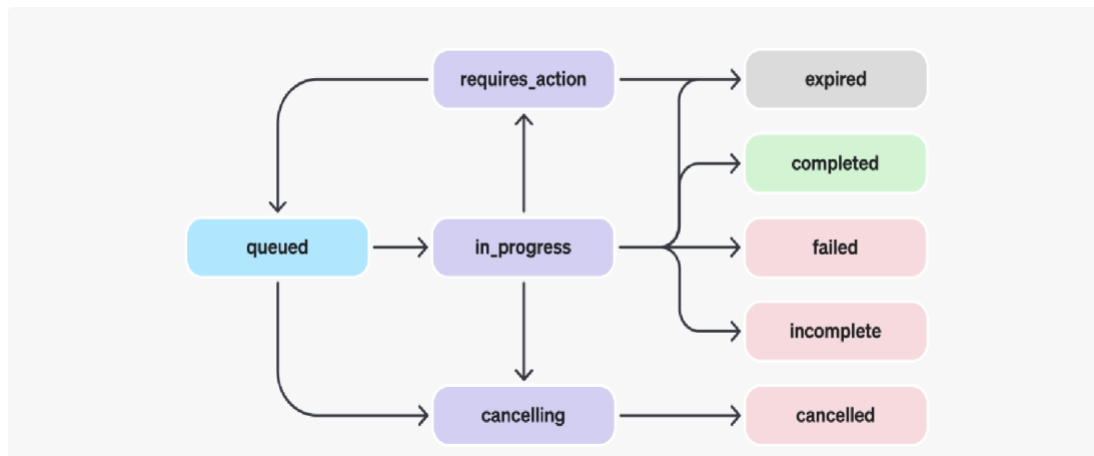 requires_action
expired
completed
queued
in_progress
failed
incomplete
cancelling
cancelled